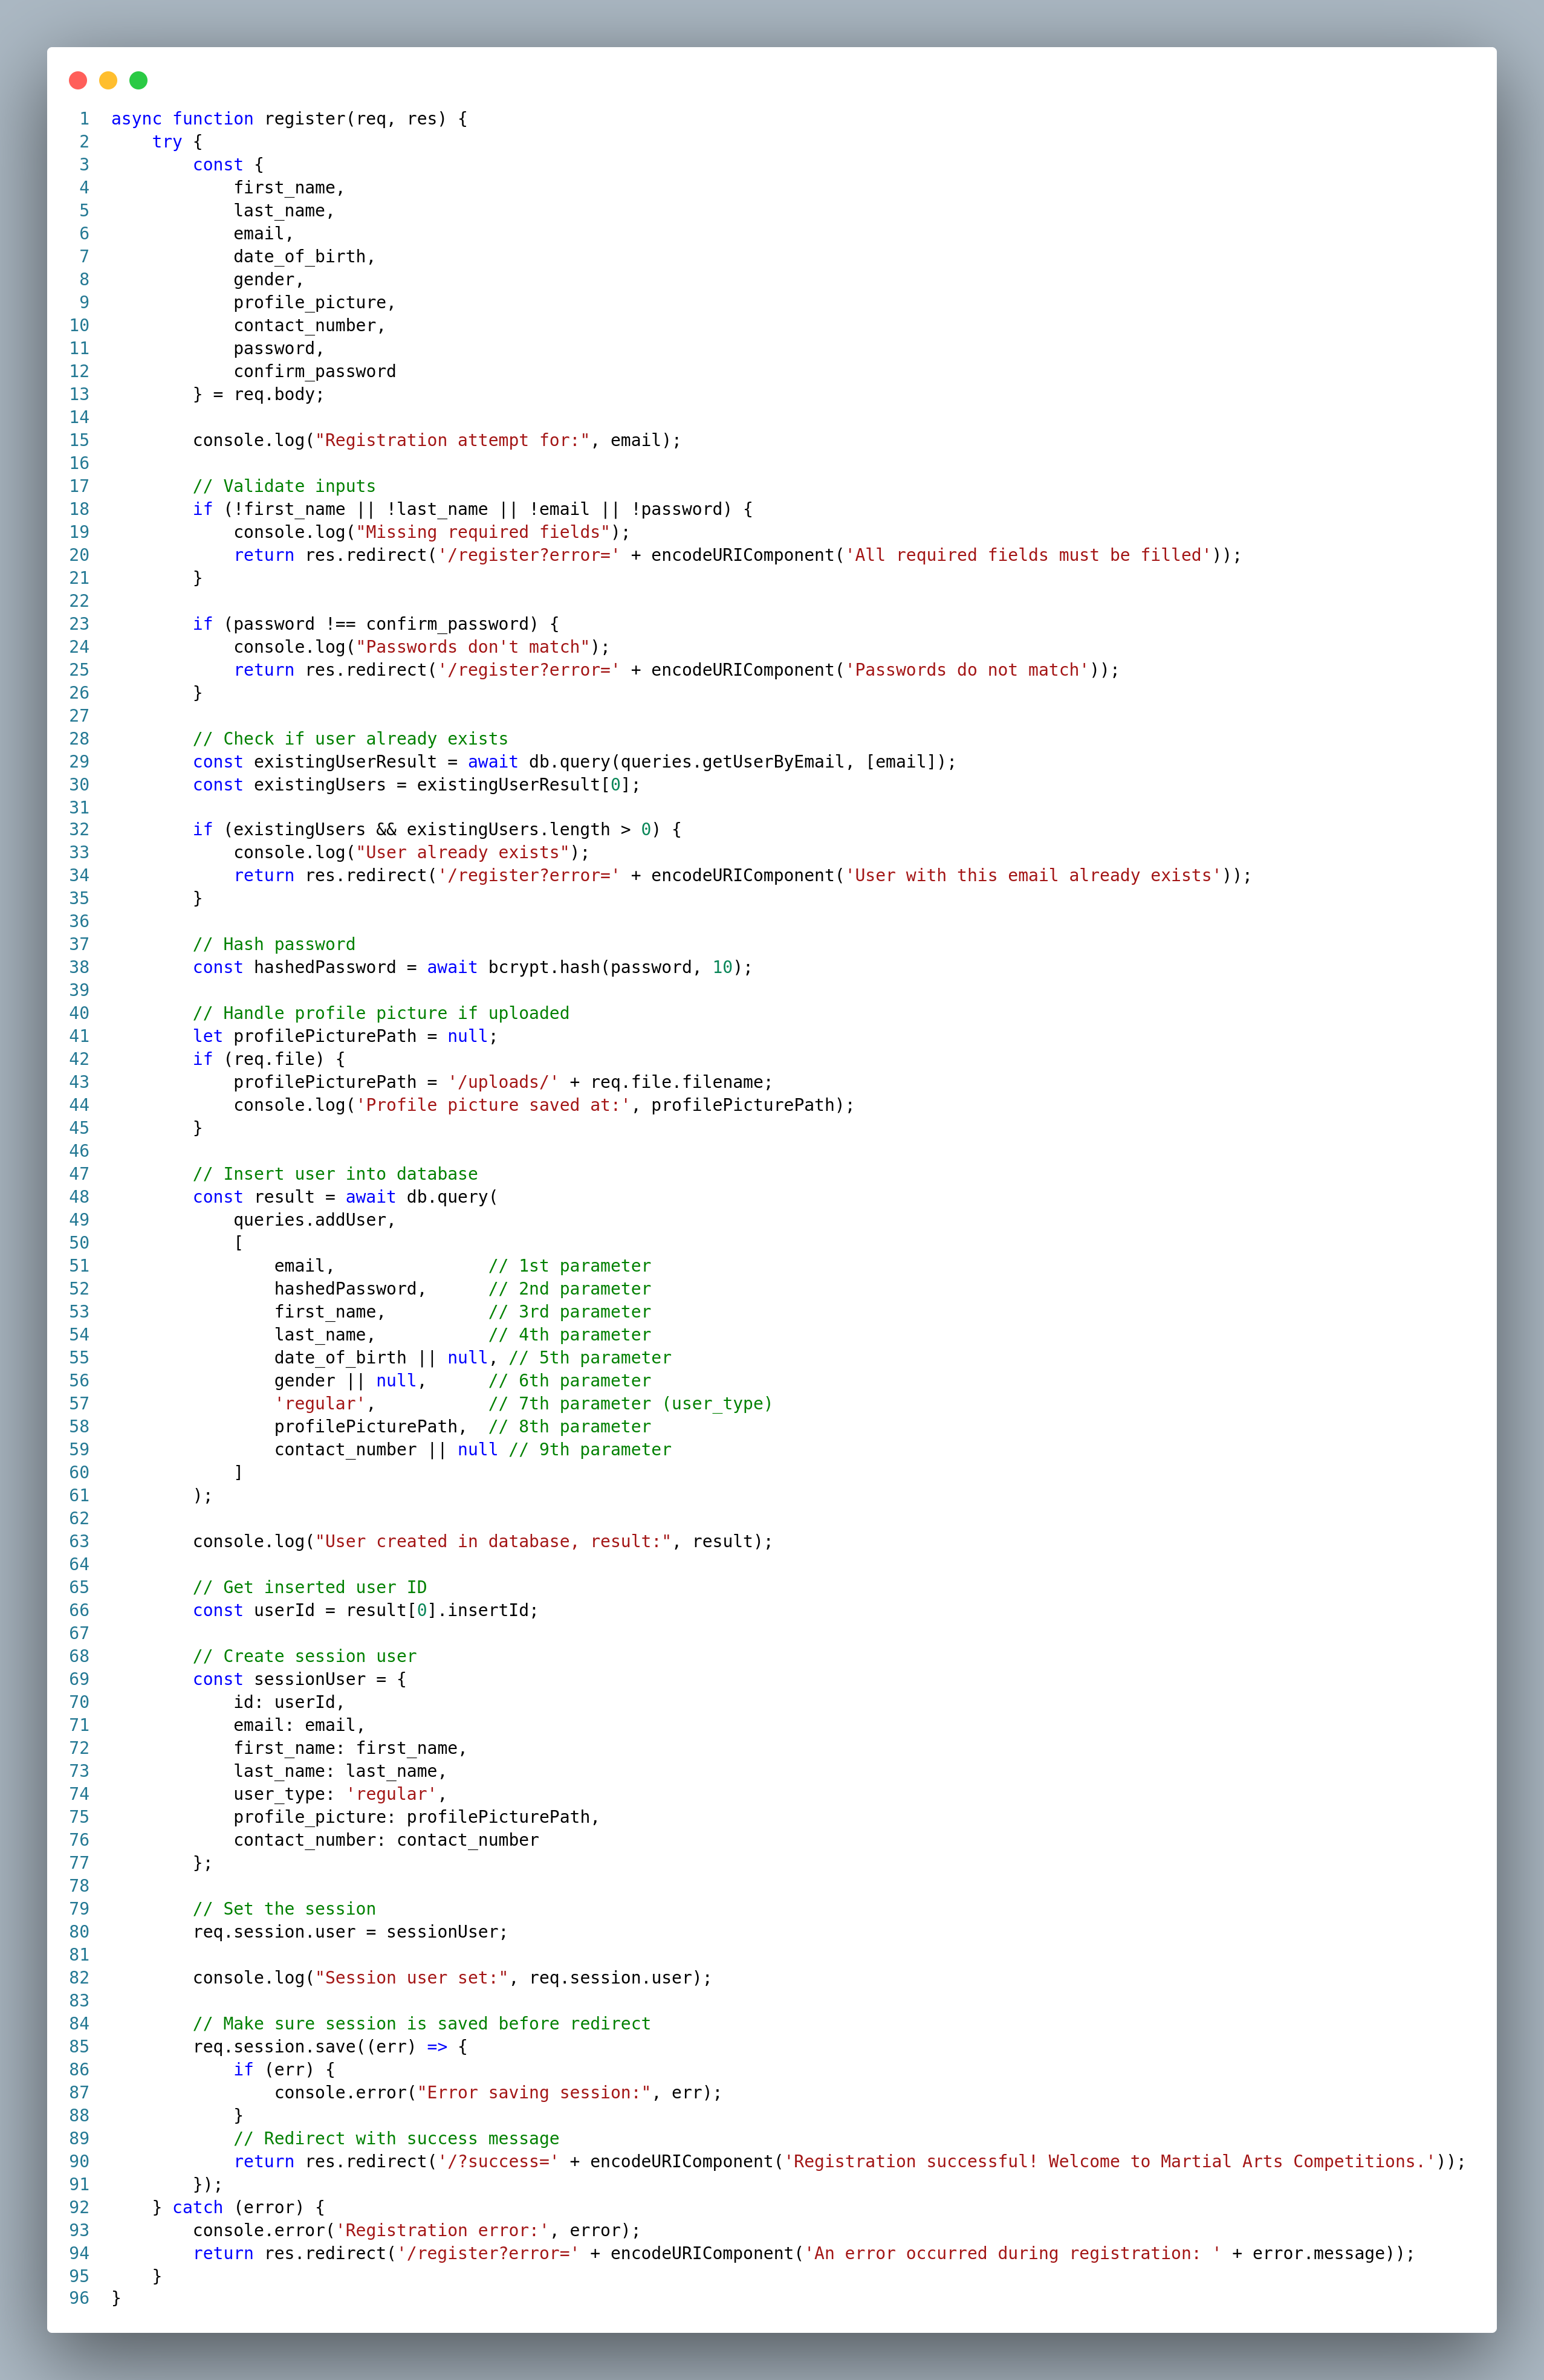 1 async function register(req, res) {
2     try {
3         const {
4             first_name,
5             last_name,
6             email,
7             date_of_birth,
8             gender,
9             profile_picture,
10             contact_number,
11             password,
12             confirm_password
13         } = req.body;
14
15         console.log("Registration attempt for:", email);
16
17         // Validate inputs
18         if (!first_name || !last_name || !email || !password) {
19             console.log("Missing required fields");
20             return res.redirect('/register?error=' + encodeURIComponent('All required fields must be filled'));
21         }
22
23         if (password !== confirm_password) {
24             console.log("Passwords don't match");
25             return res.redirect('/register?error=' + encodeURIComponent('Passwords do not match'));
26         }
27
28         // Check if user already exists
29         const existingUserResult = await db.query(queries.getUserByEmail, [email]);
30         const existingUsers = existingUserResult[0];
31
32         if (existingUsers && existingUsers.length > 0) {
33             console.log("User already exists");
34             return res.redirect('/register?error=' + encodeURIComponent('User with this email already exists'));
35         }
36
37         // Hash password
38         const hashedPassword = await bcrypt.hash(password, 10);
39
40         // Handle profile picture if uploaded
41         let profilePicturePath = null;
42         if (req.file) {
43             profilePicturePath = '/uploads/' + req.file.filename;
44             console.log('Profile picture saved at:', profilePicturePath);
45         }
46
47         // Insert user into database
48         const result = await db.query(
49             queries.addUser,
50             [
51                 email,               // 1st parameter
52                 hashedPassword,      // 2nd parameter
53                 first_name,          // 3rd parameter
54                 last_name,           // 4th parameter
55                 date_of_birth || null, // 5th parameter
56                 gender || null,      // 6th parameter
57                 'regular',           // 7th parameter (user_type)
58                 profilePicturePath,  // 8th parameter
59                 contact_number || null // 9th parameter
60             ]
61         );
62
63         console.log("User created in database, result:", result);
64
65         // Get inserted user ID
66         const userId = result[0].insertId;
67
68         // Create session user
69         const sessionUser = {
70             id: userId,
71             email: email,
72             first_name: first_name,
73             last_name: last_name,
74             user_type: 'regular',
75             profile_picture: profilePicturePath,
76             contact_number: contact_number
77         };
78
79         // Set the session
80         req.session.user = sessionUser;
81
82         console.log("Session user set:", req.session.user);
83
84         // Make sure session is saved before redirect
85         req.session.save((err) => {
86             if (err) {
87                 console.error("Error saving session:", err);
88             }
89             // Redirect with success message
90             return res.redirect('/?success=' + encodeURIComponent('Registration successful! Welcome to Martial Arts Competitions.'));
91         });
92     } catch (error) {
93         console.error('Registration error:', error);
94         return res.redirect('/register?error=' + encodeURIComponent('An error occurred during registration: ' + error.message));
95     }
96 }